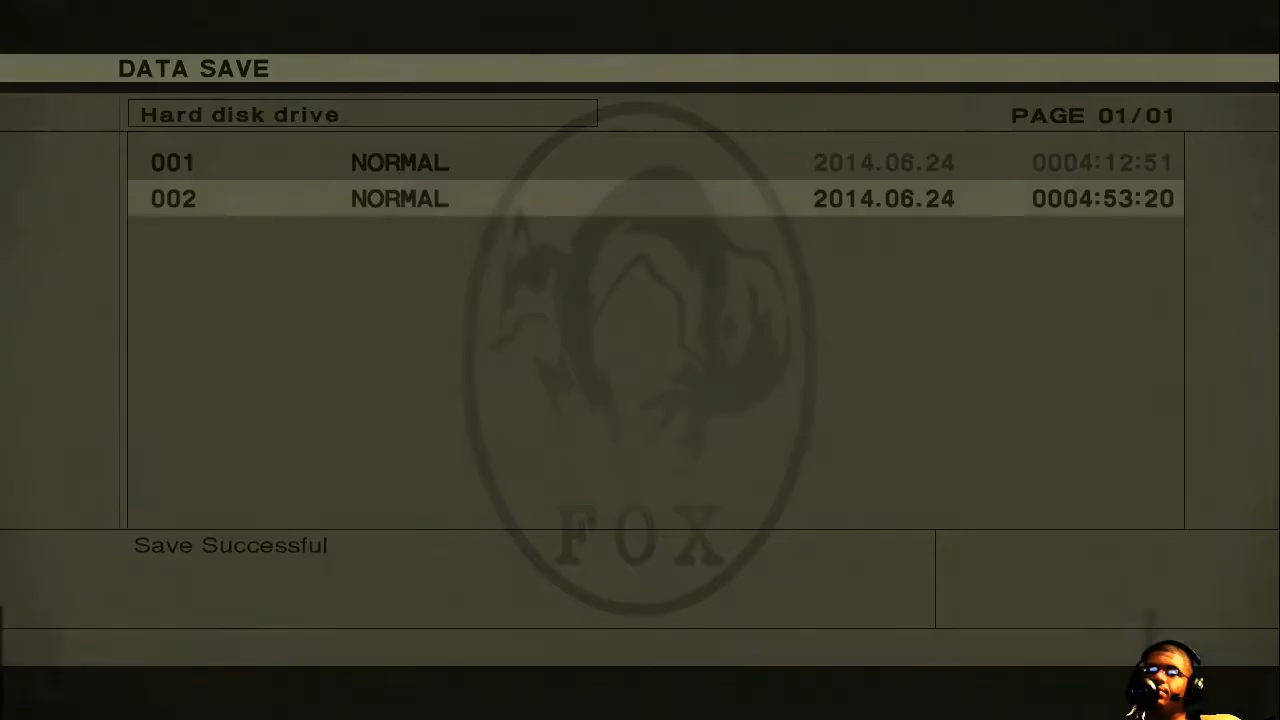 DATA SAVE
Hard disk drive PAGE 01/01
001 NORMAL 2014.06.24 0004:12:51
002 NORMAL 2014.06.24 0004:53:20
FOX
Save Successful